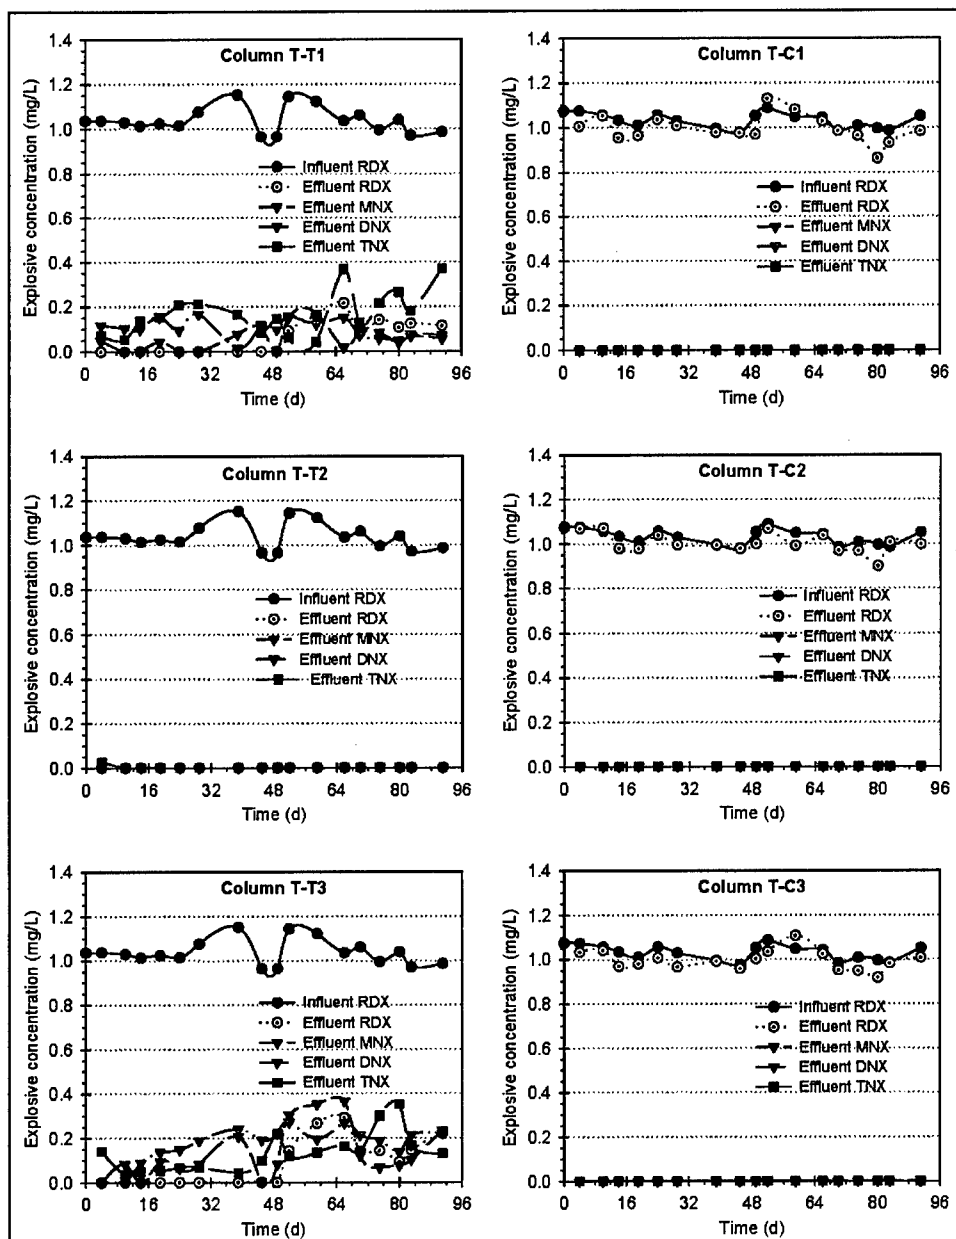 Column T-T1
Explosive concentration (mg/L)
1.4
1.2
1.0
0.8
0.6
0.4
0.2
0.0
Influent RDX
Effluent RDX
Effluent MNX
Effluent DNX
Effluent TNX
0 16 32 48 64 80 96
Time (d)
Column T-C1
Explosive concentration (mg/L)
1.4
1.2
1.0
0.8
0.6
0.4
0.2
0.0
Influent RDX
Effluent RDX
Effluent MNX
Effluent DNX
Effluent TNX
0 16 32 48 64 80 96
Time (d)
Column T-T2
Explosive concentration (mg/L)
1.4
1.2
1.0
0.8
0.6
0.4
0.2
0.0
Influent RDX
Effluent RDX
Effluent MNX
Effluent DNX
Effluent TNX
0 16 32 48 64 80 96
Time (d)
Column T-C2
Explosive concentration (mg/L)
1.4
1.2
1.0
0.8
0.6
0.4
0.2
0.0
Influent RDX
Effluent RDX
Effluent MNX
Effluent DNX
Effluent TNX
0 16 32 48 64 80 96
Time (d)
Column T-T3
Explosive concentration (mg/L)
1.4
1.2
1.0
0.8
0.6
0.4
0.2
0.0
Influent RDX
Effluent RDX
Effluent MNX
Effluent DNX
Effluent TNX
0 16 32 48 64 80 96
Time (d)
Column T-C3
Explosive concentration (mg/L)
1.4
1.2
1.0
0.8
0.6
0.4
0.2
0.0
Influent RDX
Effluent RDX
Effluent MNX
Effluent DNX
Effluent TNX
0 16 32 48 64 80 96
Time (d)